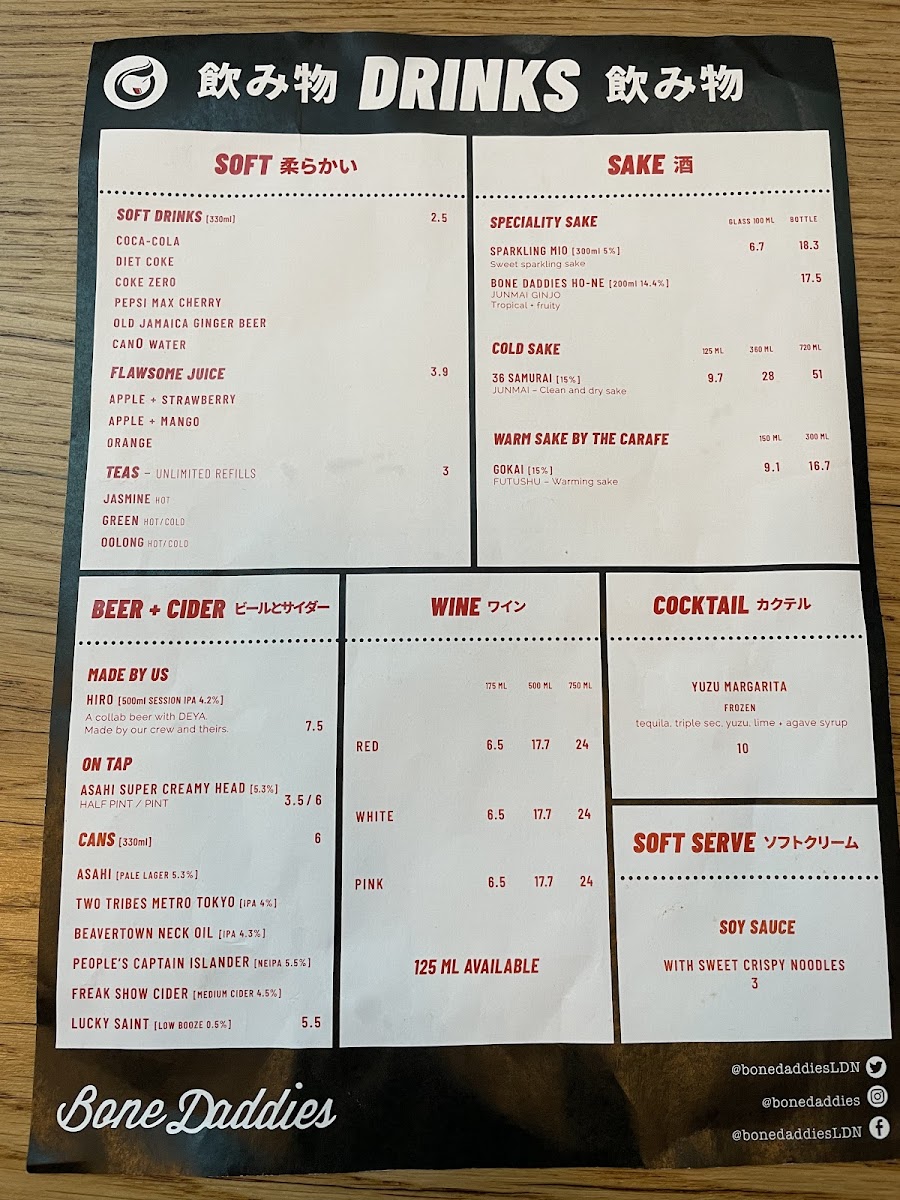 飲み物 DRINKS 飲み物
SOFT 柔らかい
SOFT DRINKS [330ml] 2.5
COCA-COLA
DIET COKE
COKE ZERO
PEPSI MAX CHERRY
OLD JAMAICA GINGER BEER
CANO WATER
FLAWSOME JUICE 3.9
APPLE + STRAWBERRY
APPLE + MANGO
ORANGE
TEAS – UNLIMITED REFILLS 3
JASMINE HOT
GREEN HOT/COLD
OOLONG HOT/COLD
SAKE 酒
SPECIALITY SAKE GLASS 100 ML BOTTLE
SPARKLING MIO [300ml 5%] 6.7 18.3
Sweet sparkling sake
BONE DADDIES HO-NE [200ml 14.4%] 17.5
JUNMAI GINJO
Tropical + fruity
COLD SAKE 125 ML 360 ML 720 ML
36 SAMURAI [15%] 9.7 28 51
JUNMAI – Clean and dry sake
WARM SAKE BY THE CARAFE 150 ML 300 ML
GOKAI [15%] 9.1 16.7
FUTUSHU – Warming sake
BEER + CIDER ビールとサイダー
MADE BY US
HIRO [500ml SESSION IPA 4.2%]
A collab beer with DEYA.
Made by our crew and theirs. 7.5
ON TAP
ASAHI SUPER CREAMY HEAD [5.3%]
HALF PINT / PINT 3.5 / 6
CANS [330ml] 6
ASAHI [PALE LAGER 5.3%]
TWO TRIBES METRO TOKYO [IPA 4%]
BEAVERTOWN NECK OIL [IPA 4.3%]
PEOPLE'S CAPTAIN ISLANDER [NEIPA 5.5%]
FREAK SHOW CIDER [MEDIUM CIDER 4.5%]
LUCKY SAINT [LOW BOOZE 0.5%] 5.5
WINE ワイン
175 ML 500 ML 750 ML
RED 6.5 17.7 24
WHITE 6.5 17.7 24
PINK 6.5 17.7 24
125 ML AVAILABLE
COCKTAIL カクテル
YUZU MARGARITA
FROZEN
tequila, triple sec, yuzu, lime + agave syrup
10
SOFT SERVE ソフトクリーム
SOY SAUCE
WITH SWEET CRISPY NOODLES
3
Bone Daddies
@bonedaddiesLDN
@bonedaddies
@bonedaddiesLDN